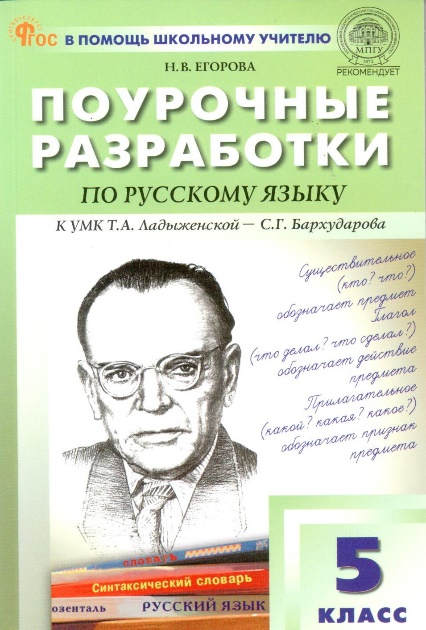 ФГОС
В ПОМОЩЬ ШКОЛЬНОМУ УЧИТЕЛЮ
МПГУ
РЕКОМЕНДУЕТ
Н.В. ЕГОРОВА
ПОУРОЧНЫЕ
РАЗРАБОТКИ
ПО РУССКОМУ ЯЗЫКУ
К УМК Т.А. Ладыженской — С.Г. Бархударова
Существительное
(кто? что?)
обозначает предмет
Глагол
(что делал? что сделал?)
обозначает действие
предмета
Прилагательное
(какой? какая? какое?)
обозначает признак
предмета
СЛОВАРЬ
Синтаксический словарь
РОЗЕНТАЛЬ РУССКИЙ ЯЗЫК
5
КЛАСС